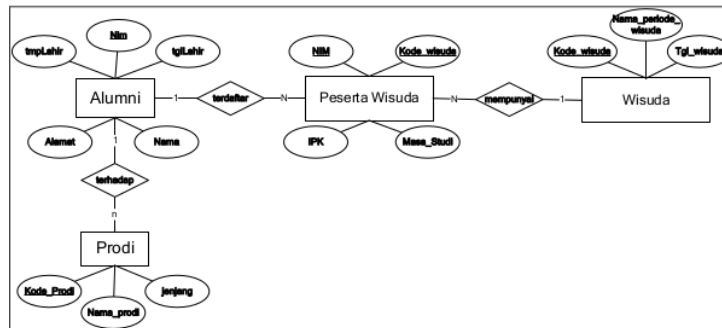 Nim
tmpLahir
tglLahir
Alumni
Alamat
Nama
1
terdaftar
N
NIM
Kode_wisuda
Peserta Wisuda
IPK
Masa_Studi
N
mempunyai
1
Nama_periode_
wisuda
Kode_wisuda
Tgl_wisuda
Wisuda
1
terhadap
n
Prodi
Kode_Prodi
Nama_prodi
jenjang